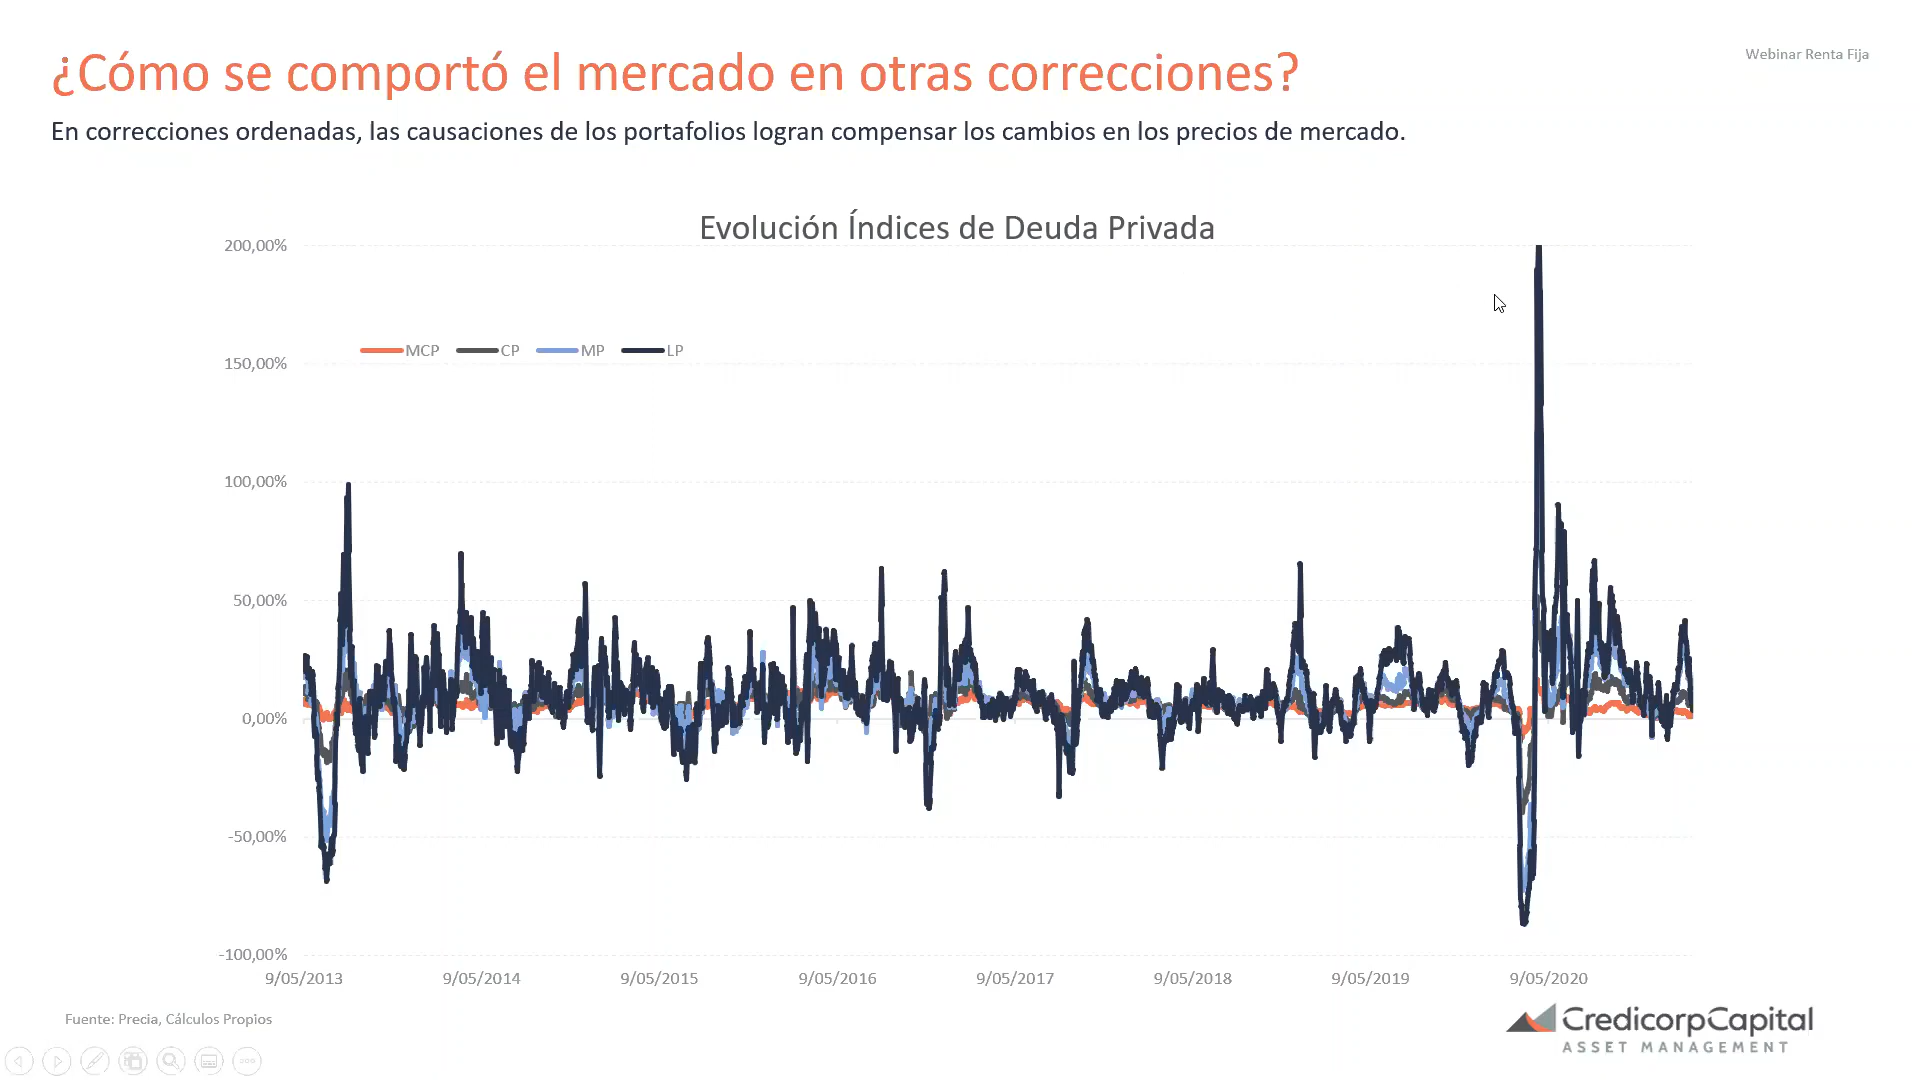 ¿Cómo se comportó el mercado en otras correcciones?
Webinar Renta Fija
En correcciones ordenadas, las causaciones de los portafolios logran compensar los cambios en los precios de mercado.
Evolución Índices de Deuda Privada
200,00%
150,00%
100,00%
50,00%
0,00%
-50,00%
-100,00%
MCP CP MP LP
9/05/2013 9/05/2014 9/05/2015 9/05/2016 9/05/2017 9/05/2018 9/05/2019 9/05/2020
Fuente: Precia, Cálculos Propios
CredicorpCapital
ASSET MANAGEMENT